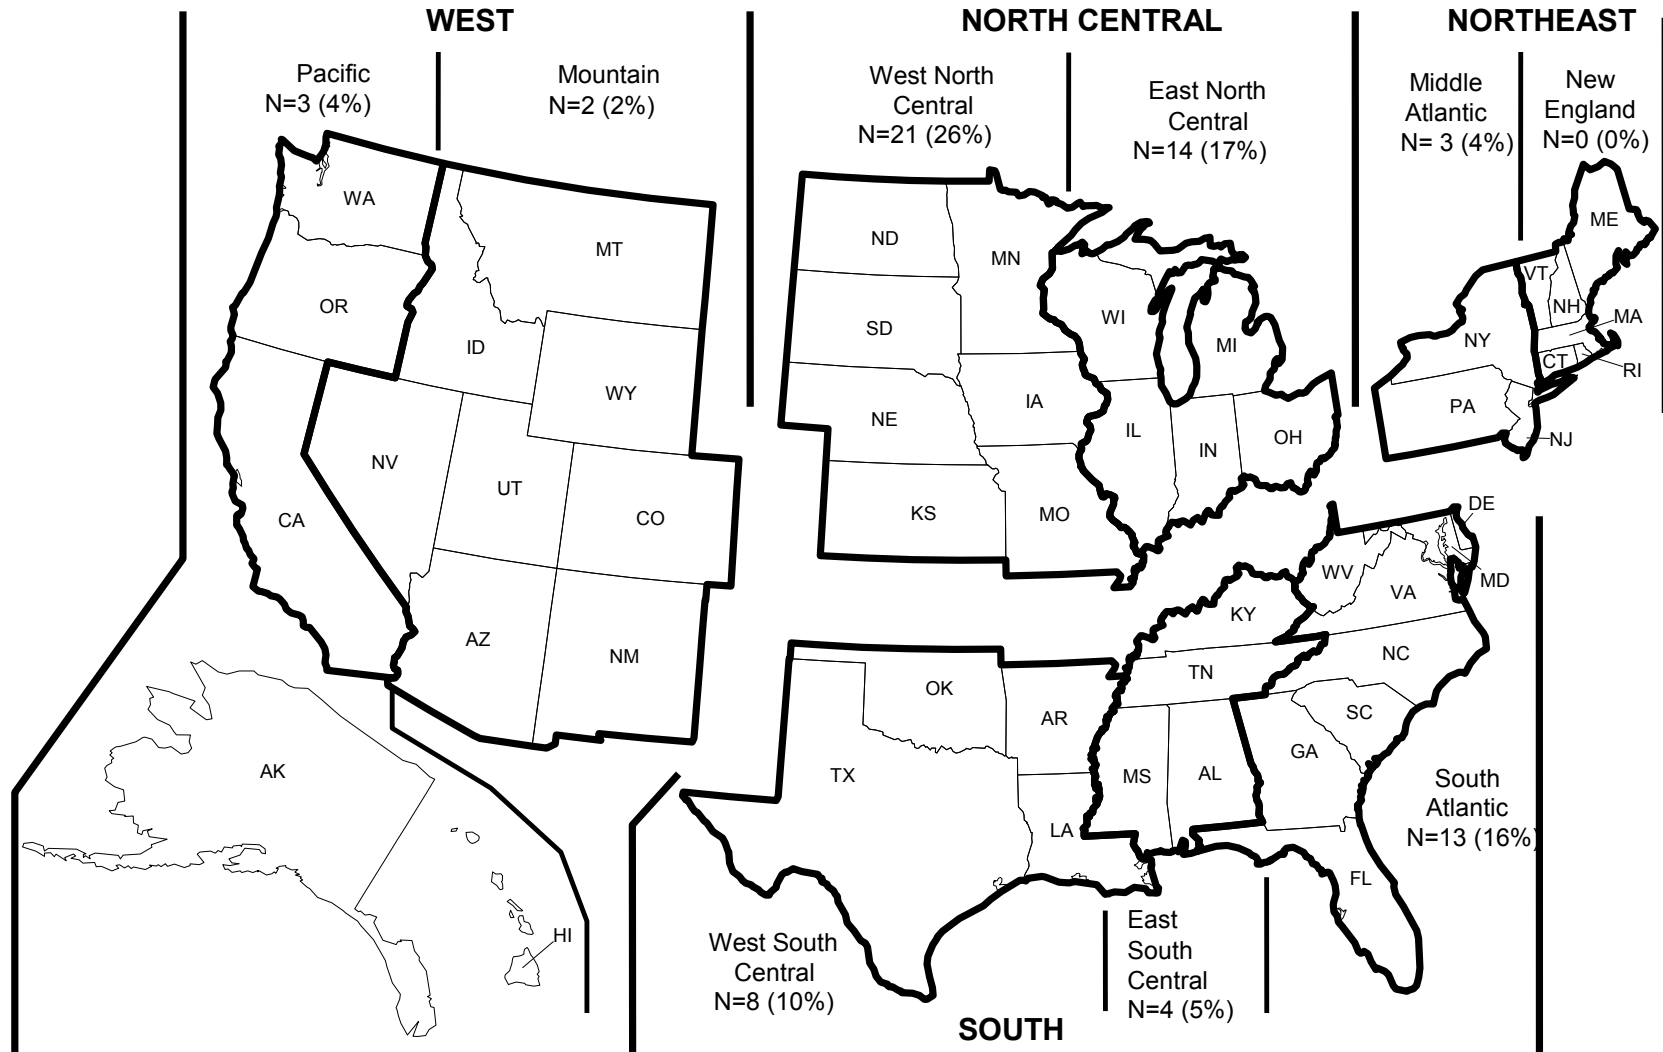 WEST
NORTH CENTRAL
NORTHEAST
Pacific
N=3 (4%)
Mountain
N=2 (2%)
West North
Central
N=21 (26%)
East North
Central
N=14 (17%)
Middle
Atlantic
N= 3 (4%)
New
England
N=0 (0%)
WA
OR
CA
MT
ID
WY
NV
UT
CO
AZ
NM
AK
HI
ND
MN
SD
NE
IA
KS
MO
WI
MI
IL
IN
OH
ME
VT
NH
MA
NY
CT
RI
PA
NJ
DE
MD
WV
VA
KY
NC
TN
SC
GA
FL
OK
AR
TX
LA
MS
AL
South
Atlantic
N=13 (16%)
West South
Central
N=8 (10%)
East
South
Central
N=4 (5%)
SOUTH